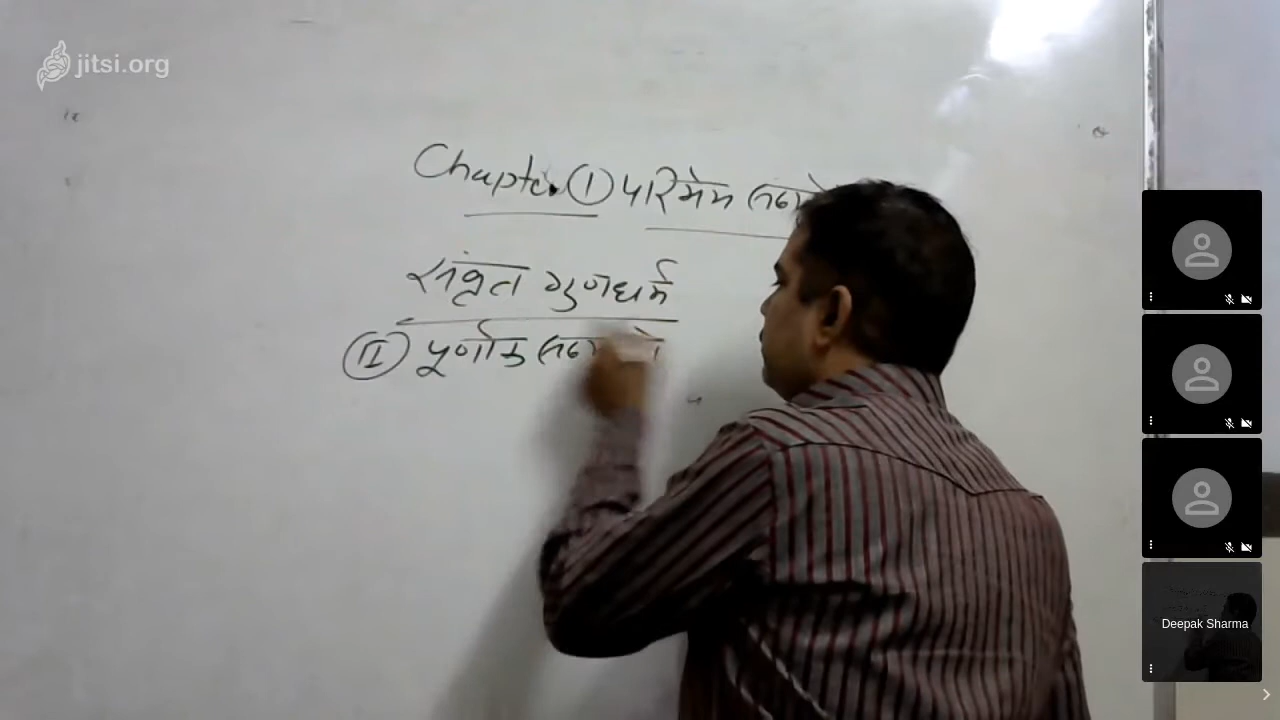 jitsi.org
Chapter ① परिमेय
संवृत गुणधर्म
Ⅱ पूर्णांक
Deepak Sharma